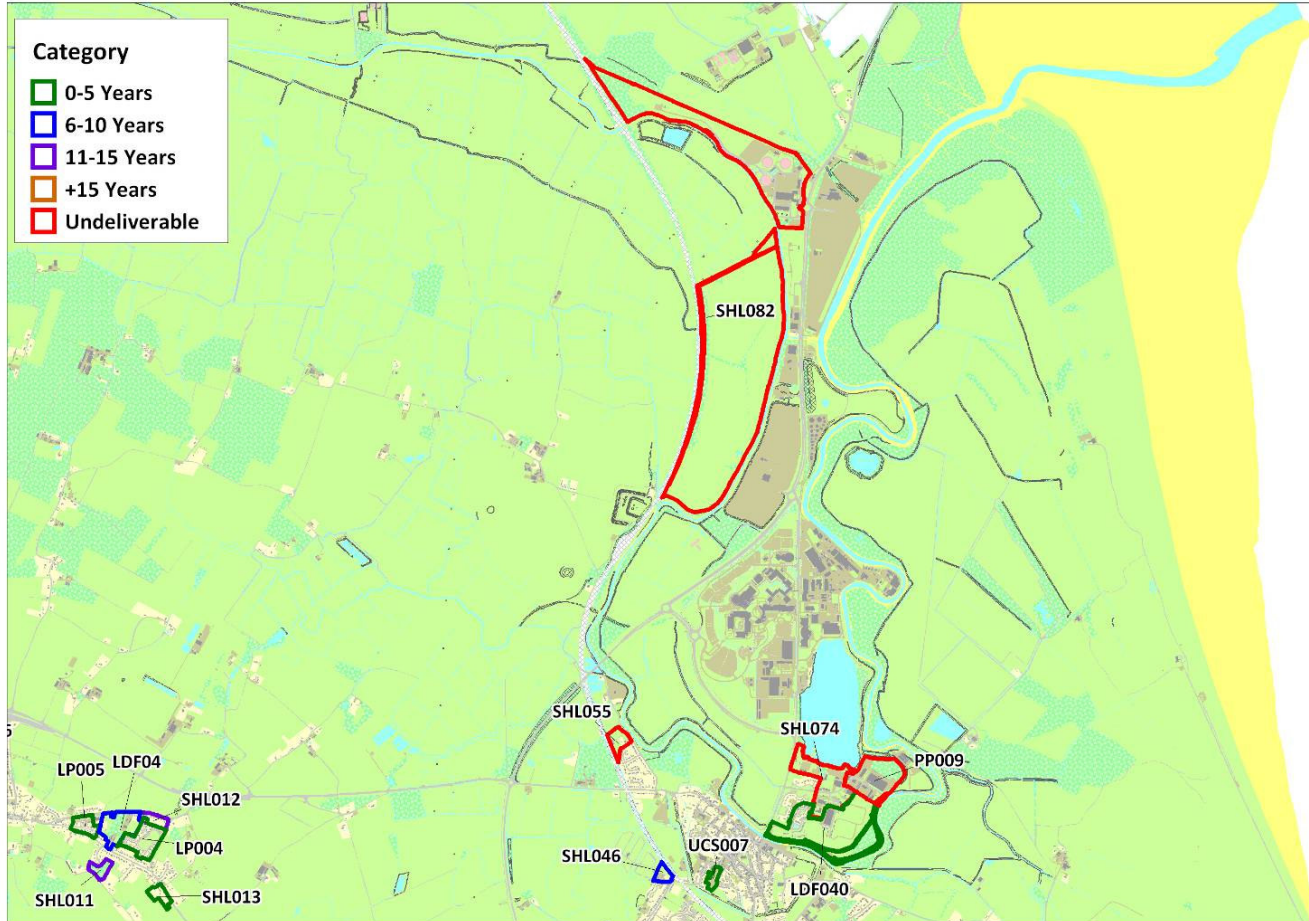 Category
0-5 Years
6-10 Years
11-15 Years
+15 Years
Undeliverable
SHL082
SHL055
SHL074
PP009
LP005
LDF04
SHL012
LP004
SHL046
UCS007
SHL011
SHL013
LDF040